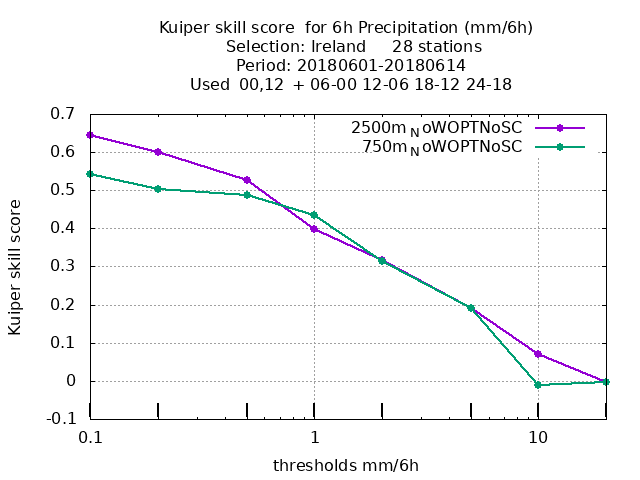 Kuiper skill score  for 6h Precipitation (mm/6h)
Selection: Ireland     28 stations
Period: 20180601-20180614
Used  00,12  + 06-00 12-06 18-12 24-18
2500m_NoWOPTNoSC
750m_NoWOPTNoSC
Kuiper skill score
0.7
0.6
0.5
0.4
0.3
0.2
0.1
0
-0.1
0.1 1 10
thresholds mm/6h